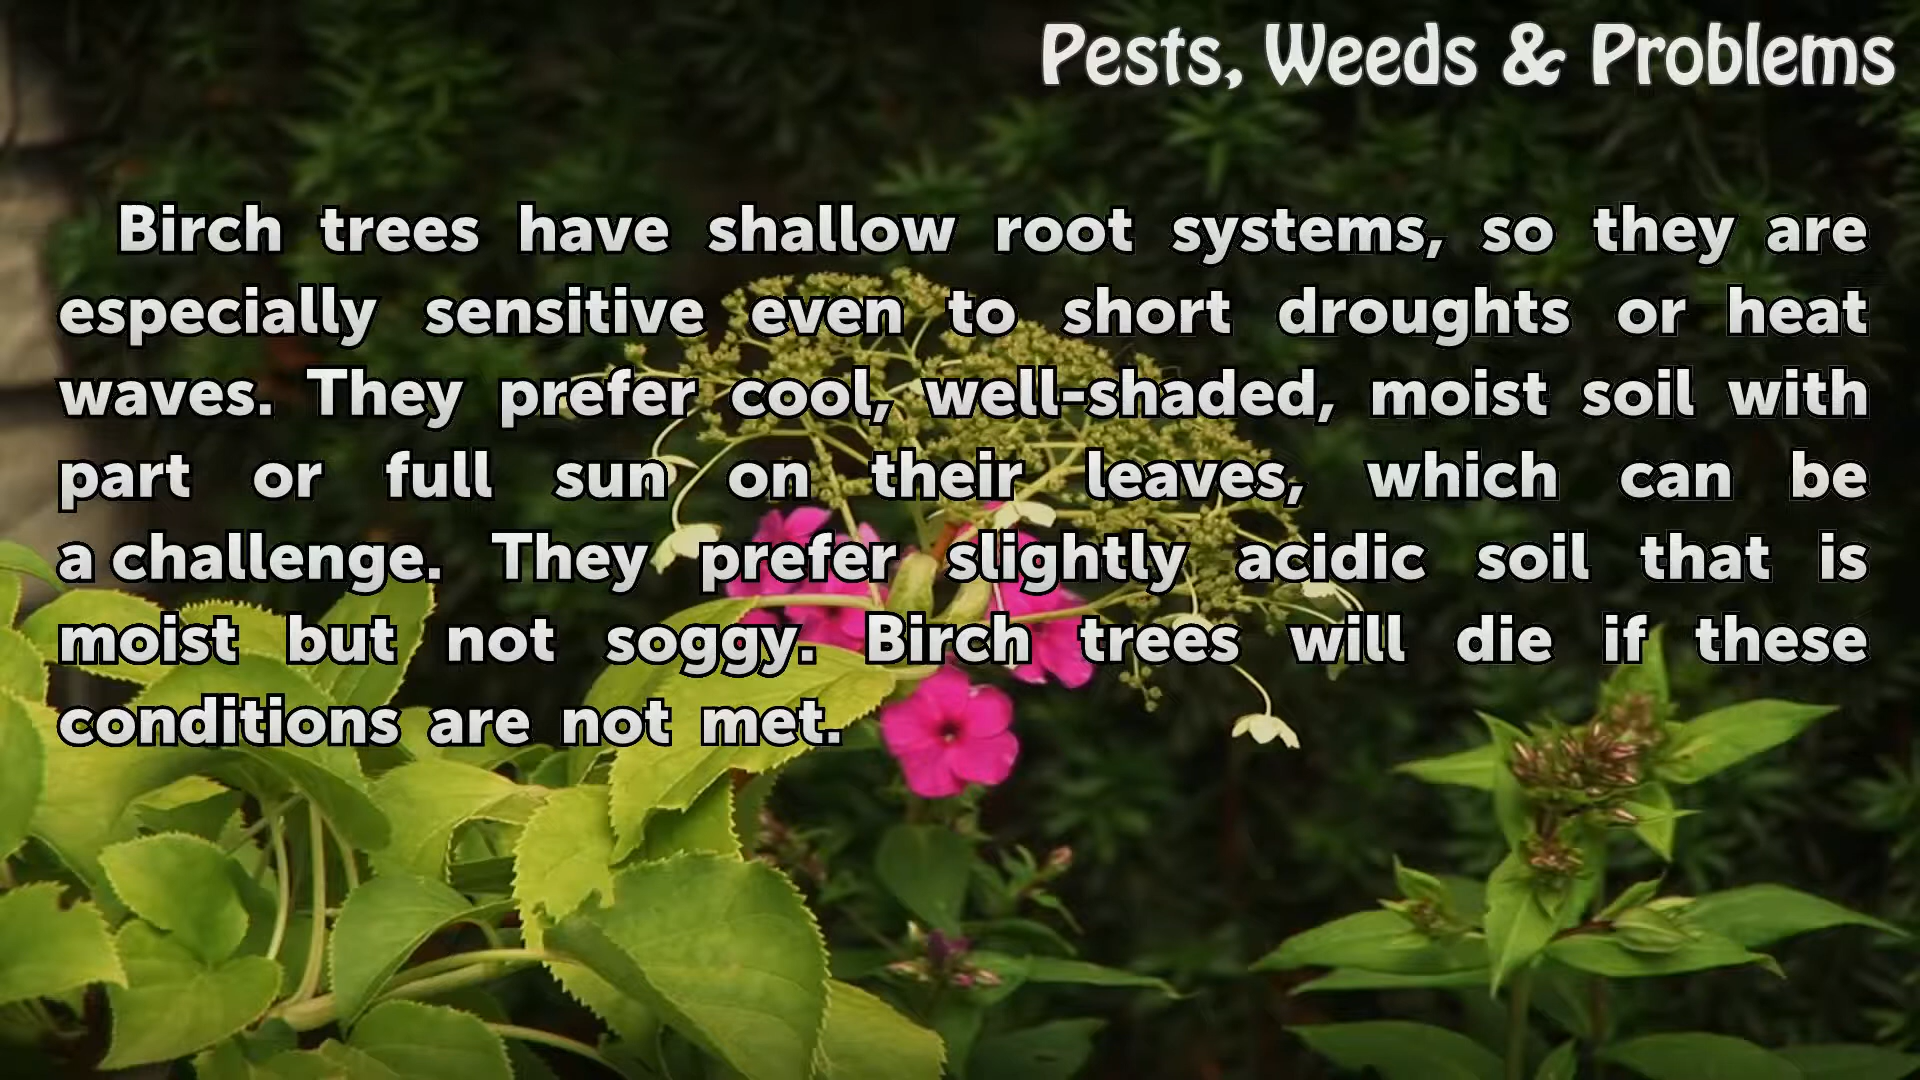 Pests, Weeds & Problems
Birch trees have shallow root systems, so they are
especially sensitive even to short droughts or heat
waves. They prefer cool, well-shaded, moist soil with
part or full sun on their leaves, which can be
a challenge. They prefer slightly acidic soil that is
moist but not soggy. Birch trees will die if these
conditions are not met.